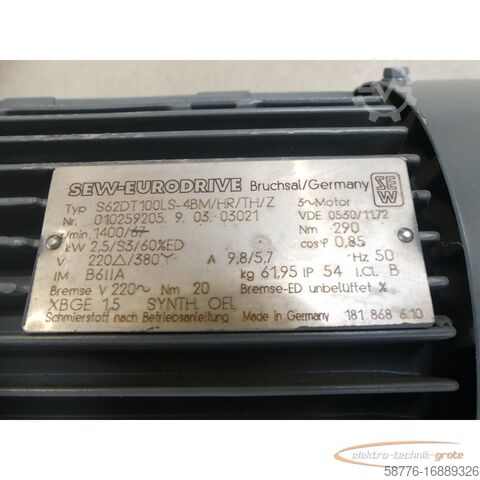 SEW-EURODRIVE Bruchsal/Germany SEW
Typ S62DT100LS-4BM/HR/TH/Z 3~Motor
Nr. 010259205. 9. 03. 03021 VDE 0530/11.72
r/min. 1400/67 Nm 290
kW 2,5/S3/60%ED cosφ 0,85
V 220△/380Y A 9,8/5,7 Hz 50
IM B6IIA kg 61,95 IP 54 I.CI. B
Bremse V 220~ Nm 20 Bremse-ED unbelüftet %
XBGE 1,5 SYNTH. OEL
Schmierstoff nach Betriebsanleitung Made in Germany 181 868 6.10
elektro-technik-grote
58776-16889326